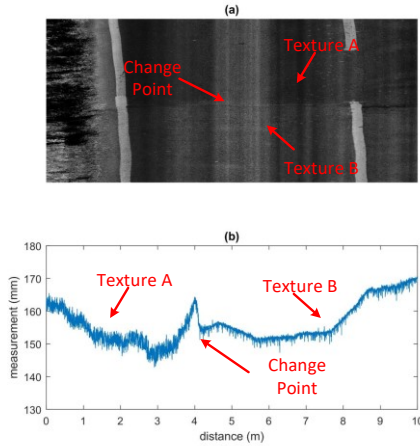 (a)
Texture A
Change
Point
Texture B
(b)
180
170
160
150
140
130
measurement (mm)
Texture A
Texture B
Change
Point
0 1 2 3 4 5 6 7 8 9 10
distance (m)